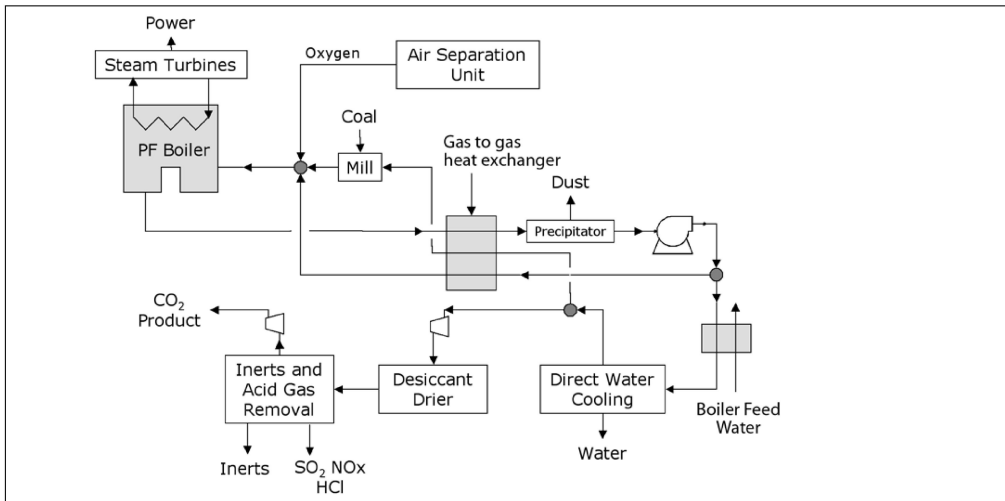 Power
Steam Turbines
Oxygen
Air Separation
Unit
Coal
PF Boiler
Mill
Gas to gas
heat exchanger
Dust
Precipitator
CO₂
Product
Inerts and
Acid Gas
Removal
Desiccant
Drier
Direct Water
Cooling
Boiler Feed
Water
Water
Inerts
SO₂ NOx
HCl